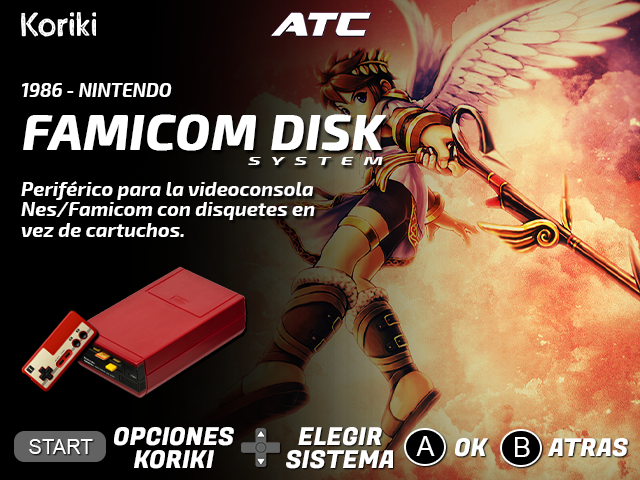 Koriki
ATC
1986 - NINTENDO
FAMICOM DISK
SYSTEM
Periférico para la videoconsola
Nes/Famicom con disquetes en
vez de cartuchos.
START
OPCIONES
KORIKI
ELEGIR
SISTEMA
A OK
B ATRAS